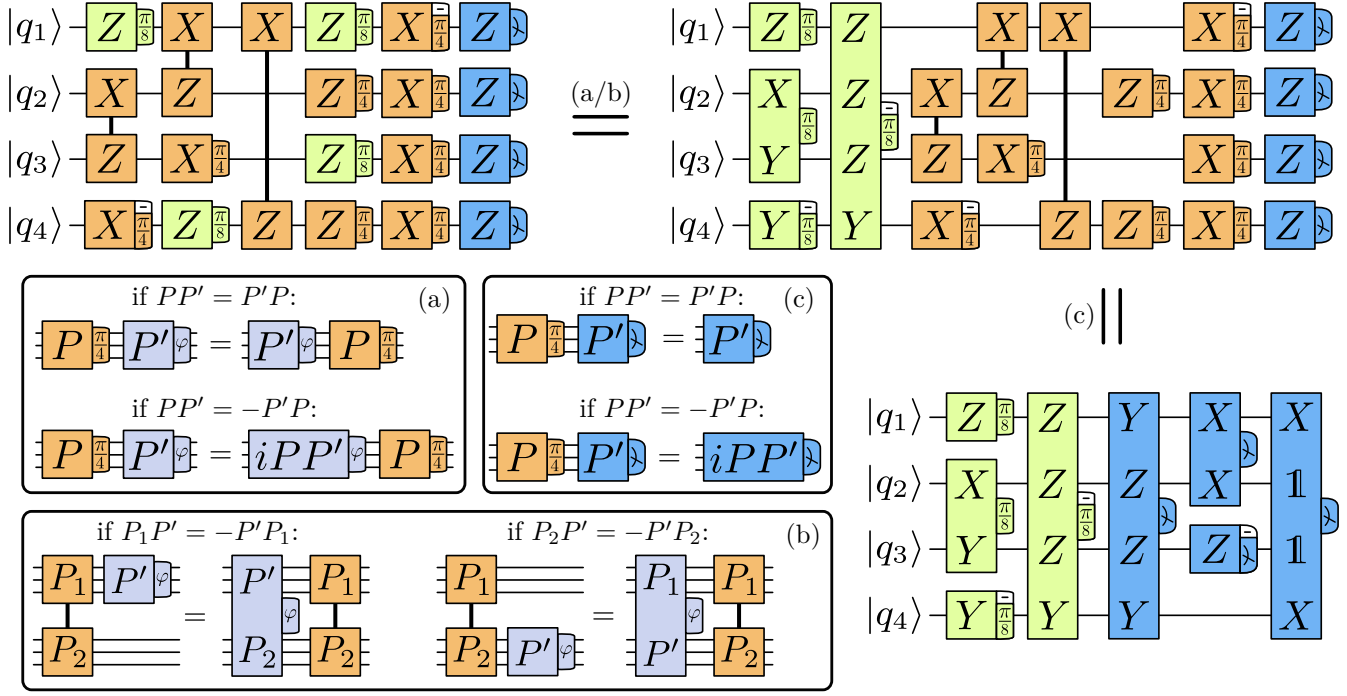 |q1⟩ Z π/8 X X Z π/8 X -π/4 Z
|q2⟩ X Z Z π/4 X π/4 Z
|q3⟩ Z X π/4 Z π/8 X π/4 Z
|q4⟩ X -π/4 Z π/8 Z Z π/4 X π/4 Z
(a/b)
|q1⟩ Z π/8 Z X X X -π/4 Z
|q2⟩ X Z X Z Z π/4 X π/4 Z
π/8 -π/8
|q3⟩ Y Z Z X π/4 X π/4 Z
|q4⟩ Y -π/8 Y X -π/4 Z Z π/4 X π/4 Z
if PP′ = P′P: (a)
P π/4 P′ φ = P′ φ P π/4
if PP′ = −P′P:
P π/4 P′ φ = iPP′ φ P π/4
if PP′ = P′P: (c)
P π/4 P′ = P′
if PP′ = −P′P:
P π/4 P′ = iPP′
(c)
if P1P′ = −P′P1:
P1 P′ φ = P′ P1
φ
P2 P2 P2
if P2P′ = −P′P2: (b)
P1 = P1 P1
φ
P2 P′ φ P′ P2
|q1⟩ Z π/8 Z Y X X
|q2⟩ X Z Z X 𝟙
π/8 -π/8
|q3⟩ Y Z Z Z - 𝟙
|q4⟩ Y -π/8 Y Y X